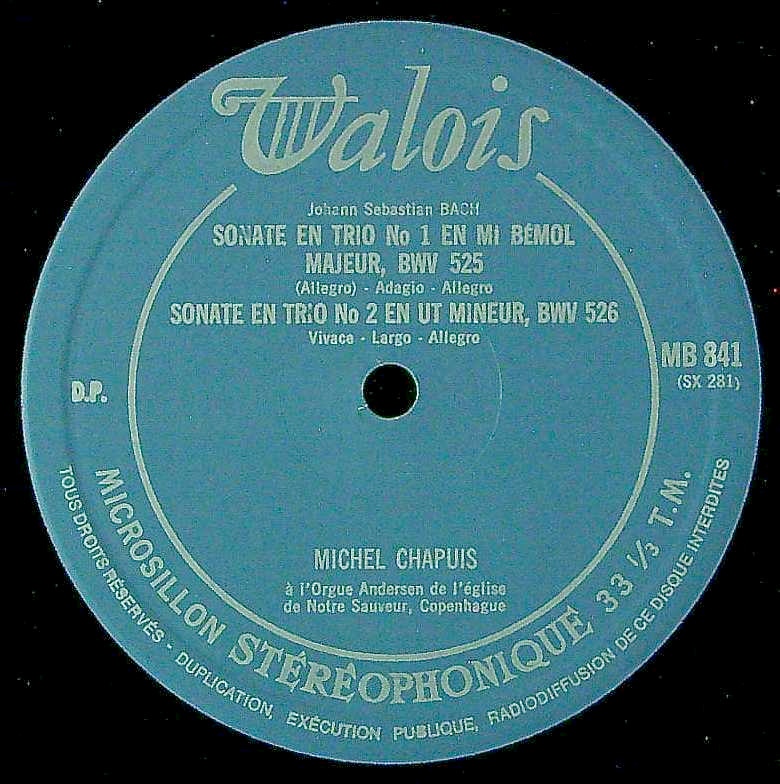 Valois
Johann Sebastian BACH
SONATE EN TRIO No 1 EN MI BÉMOL
MAJEUR, BWV 525
(Allegro) - Adagio - Allegro
SONATE EN TRIO No 2 EN UT MINEUR, BWV 526
Vivace - Largo - Allegro
MB 841
(SX 281)
D.P.
MICHEL CHAPUIS
à l'Orgue Andersen de l'église
de Notre Sauveur, Copenhague
MICROSILLON STÉRÉOPHONIQUE 33 1/3 T.M.
TOUS DROITS RÉSERVÉS - DUPLICATION, EXÉCUTION PUBLIQUE, RADIODIFFUSION DE CE DISQUE INTERDITES